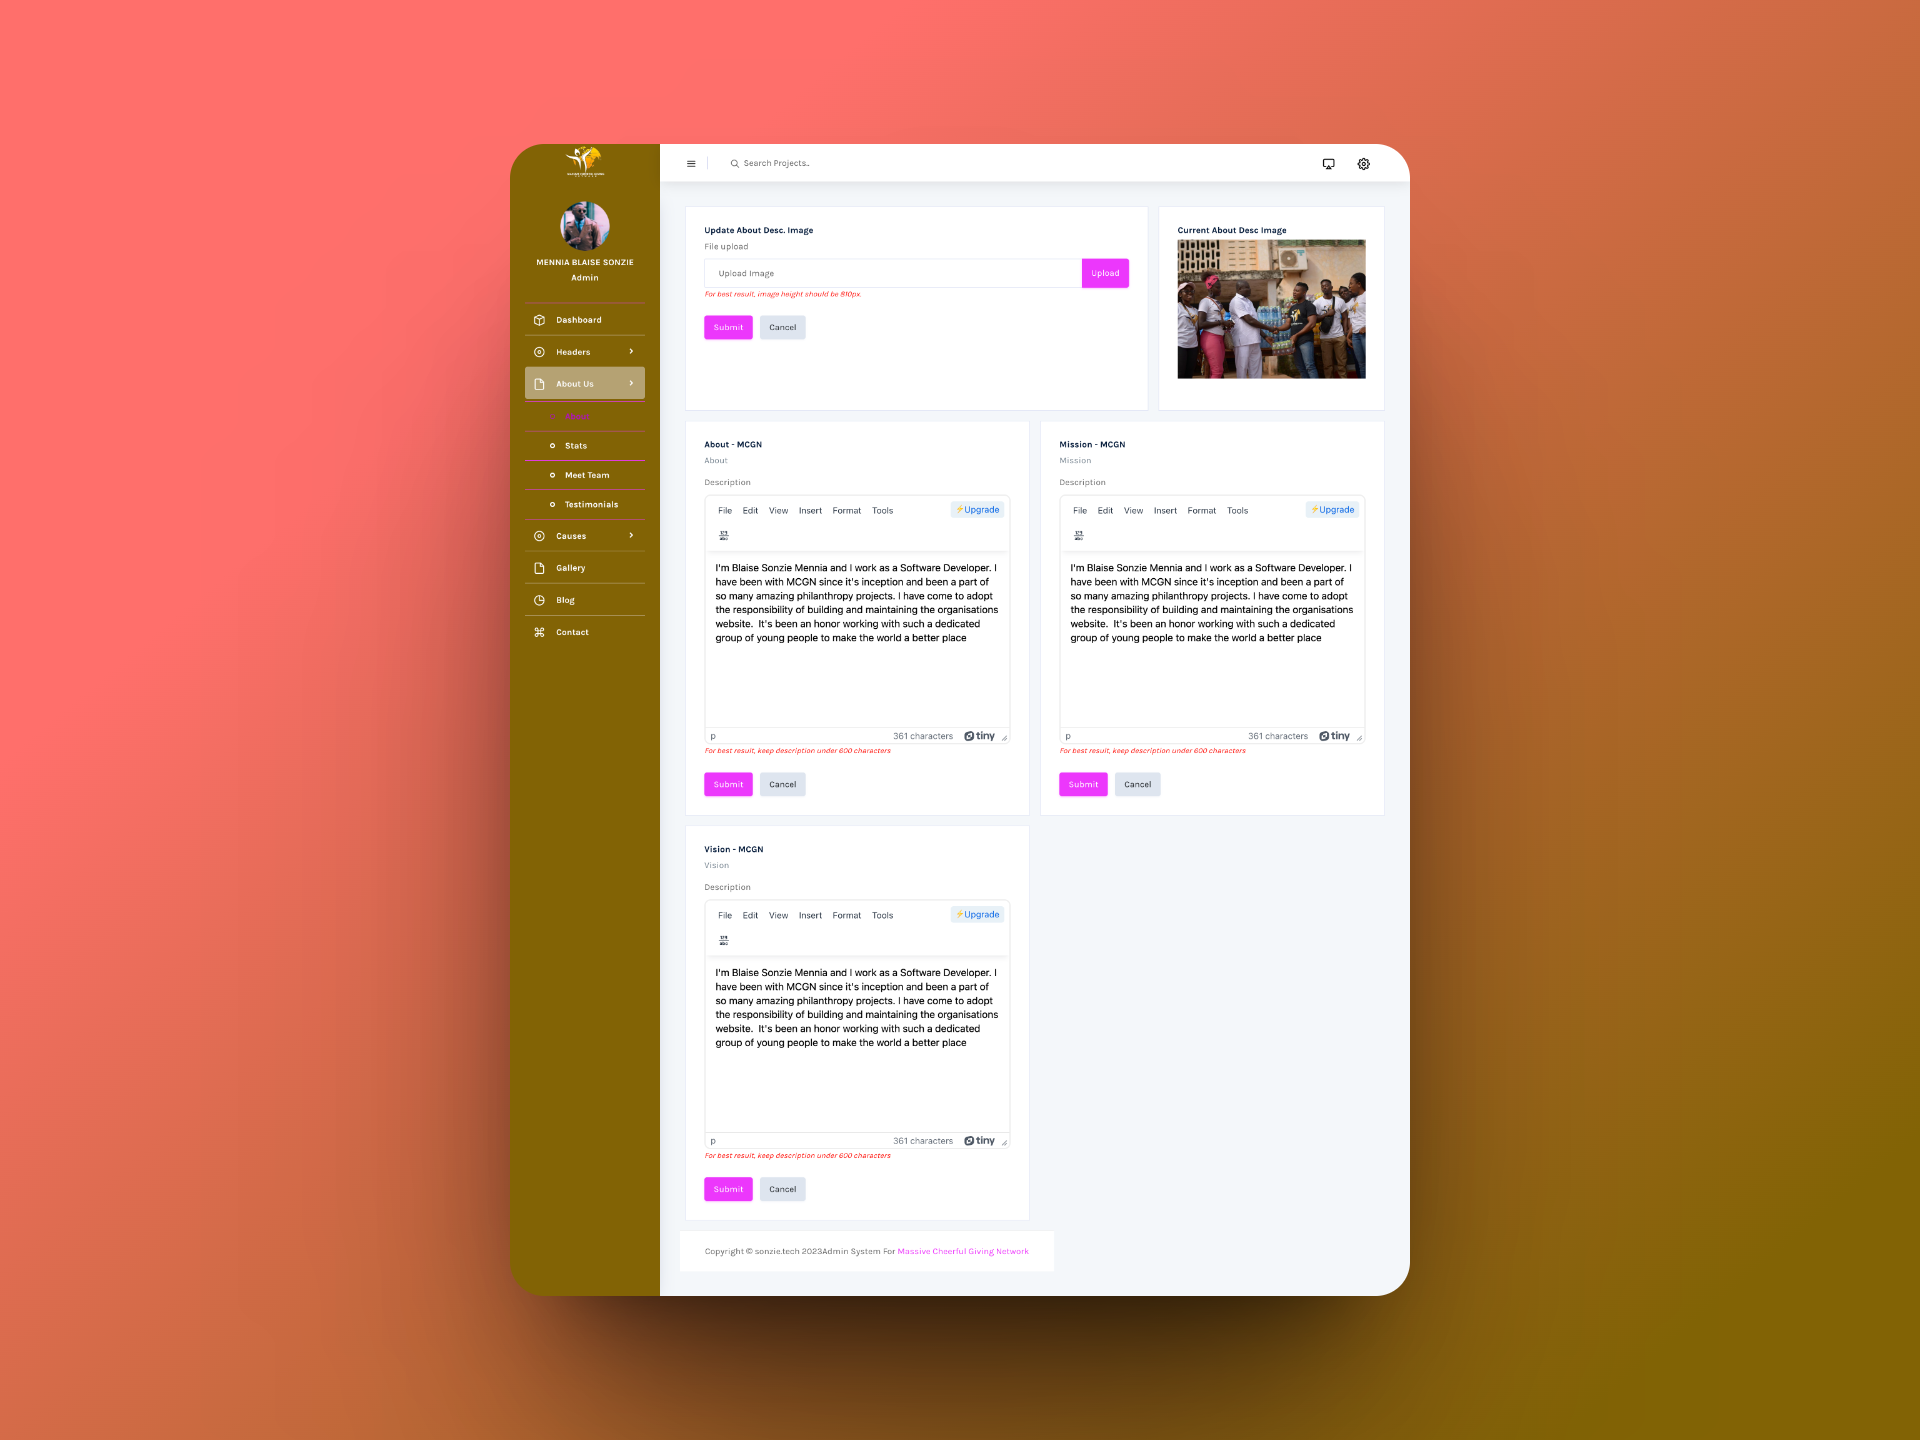 MENNIA BLAISE SONZIE
Admin
Dashboard
Headers
About Us
About
Stats
Meet Team
Testimonials
Causes
Gallery
Blog
Contact
Search Projects..
Update About Desc. Image
File upload
Upload Image
Upload
For best result, image height should be 810px.
Submit
Cancel
Current About Desc Image
About - MCGN
About
Description
File Edit View Insert Format Tools
⚡Upgrade
123
abc
I'm Blaise Sonzie Mennia and I work as a Software Developer. I
have been with MCGN since it's inception and been a part of
so many amazing philanthropy projects. I have come to adopt
the responsibility of building and maintaining the organisations
website.  It's been an honor working with such a dedicated
group of young people to make the world a better place
p
361 characters
tiny
For best result, keep description under 600 characters
Submit
Cancel
Mission - MCGN
Mission
Description
File Edit View Insert Format Tools
⚡Upgrade
123
abc
I'm Blaise Sonzie Mennia and I work as a Software Developer. I
have been with MCGN since it's inception and been a part of
so many amazing philanthropy projects. I have come to adopt
the responsibility of building and maintaining the organisations
website.  It's been an honor working with such a dedicated
group of young people to make the world a better place
p
361 characters
tiny
For best result, keep description under 600 characters
Submit
Cancel
Vision - MCGN
Vision
Description
File Edit View Insert Format Tools
⚡Upgrade
123
abc
I'm Blaise Sonzie Mennia and I work as a Software Developer. I
have been with MCGN since it's inception and been a part of
so many amazing philanthropy projects. I have come to adopt
the responsibility of building and maintaining the organisations
website.  It's been an honor working with such a dedicated
group of young people to make the world a better place
p
361 characters
tiny
For best result, keep description under 600 characters
Submit
Cancel
Copyright © sonzie.tech 2023Admin System For Massive Cheerful Giving Network